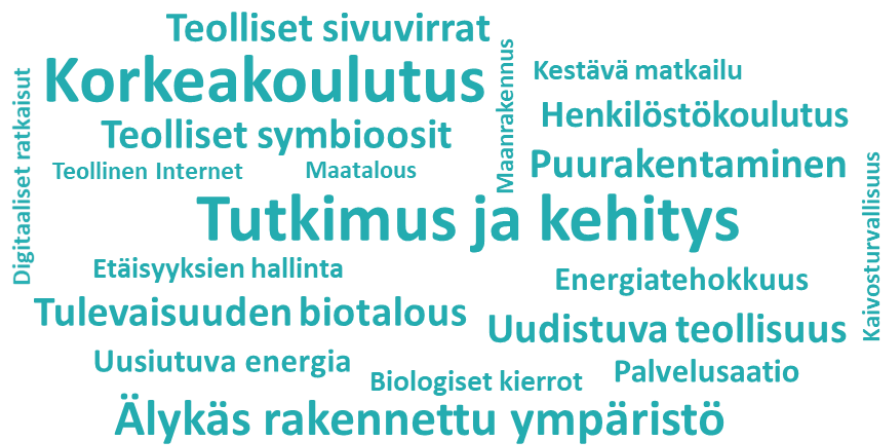 Teolliset sivuvirrat
Korkeakoulutus
Teolliset symbioosit
Teollinen Internet
Maatalous
Digitaaliset ratkaisut
Maanrakennus
Kestävä matkailu
Henkilöstökoulutus
Puurakentaminen
Tutkimus ja kehitys
Kaivosturvallisuus
Etäisyyksien hallinta
Energiatehokkuus
Tulevaisuuden biotalous
Uudistuva teollisuus
Uusiutuva energia
Biologiset kierrot
Palvelusaatio
Älykäs rakennettu ympäristö